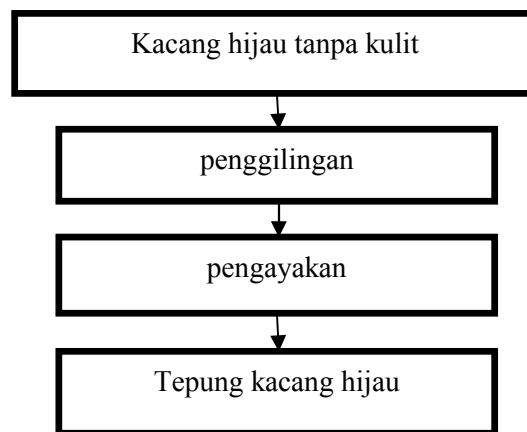 Kacang hijau tanpa kulit
penggilingan
pengayakan
Tepung kacang hijau